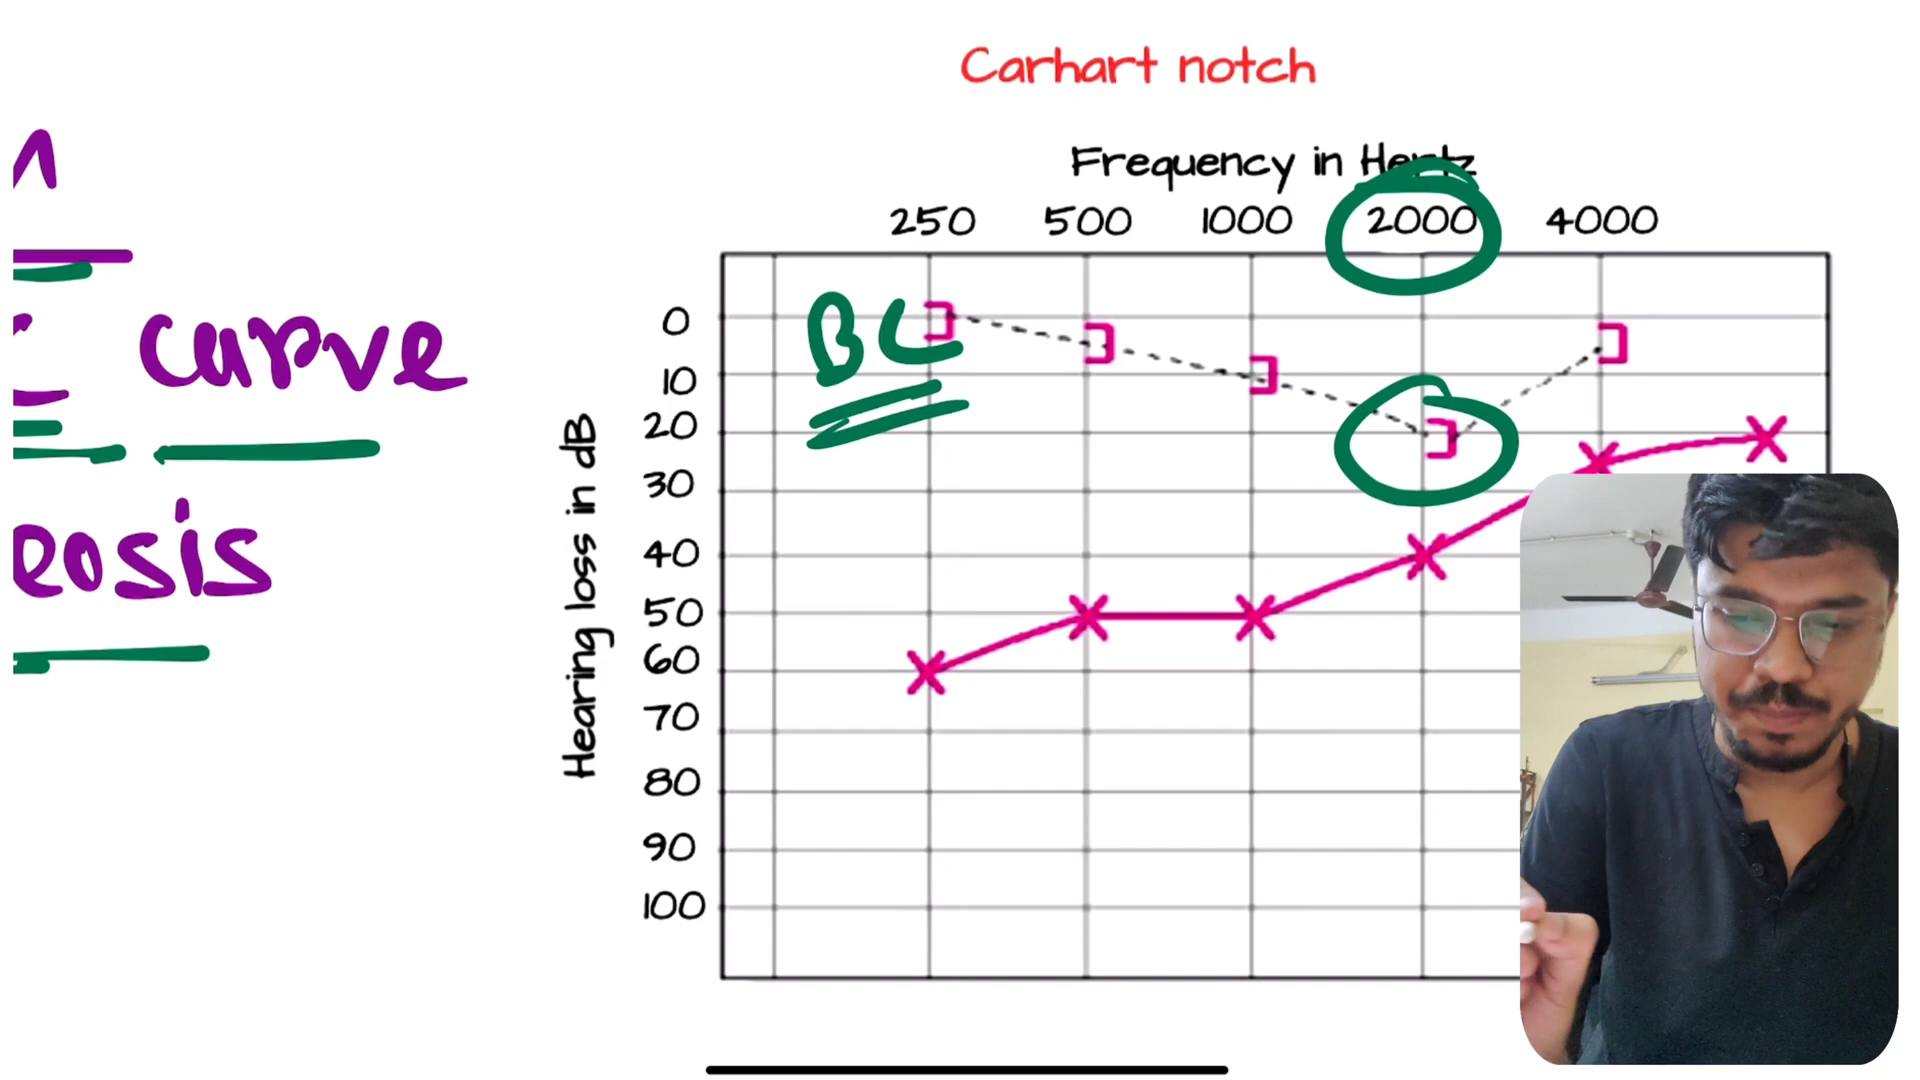 Carhart notch
Frequency in Hertz
250 500 1000 2000 4000
BC
curve
eosis
Hearing loss in dB
0
10
20
30
40
50
60
70
80
90
100